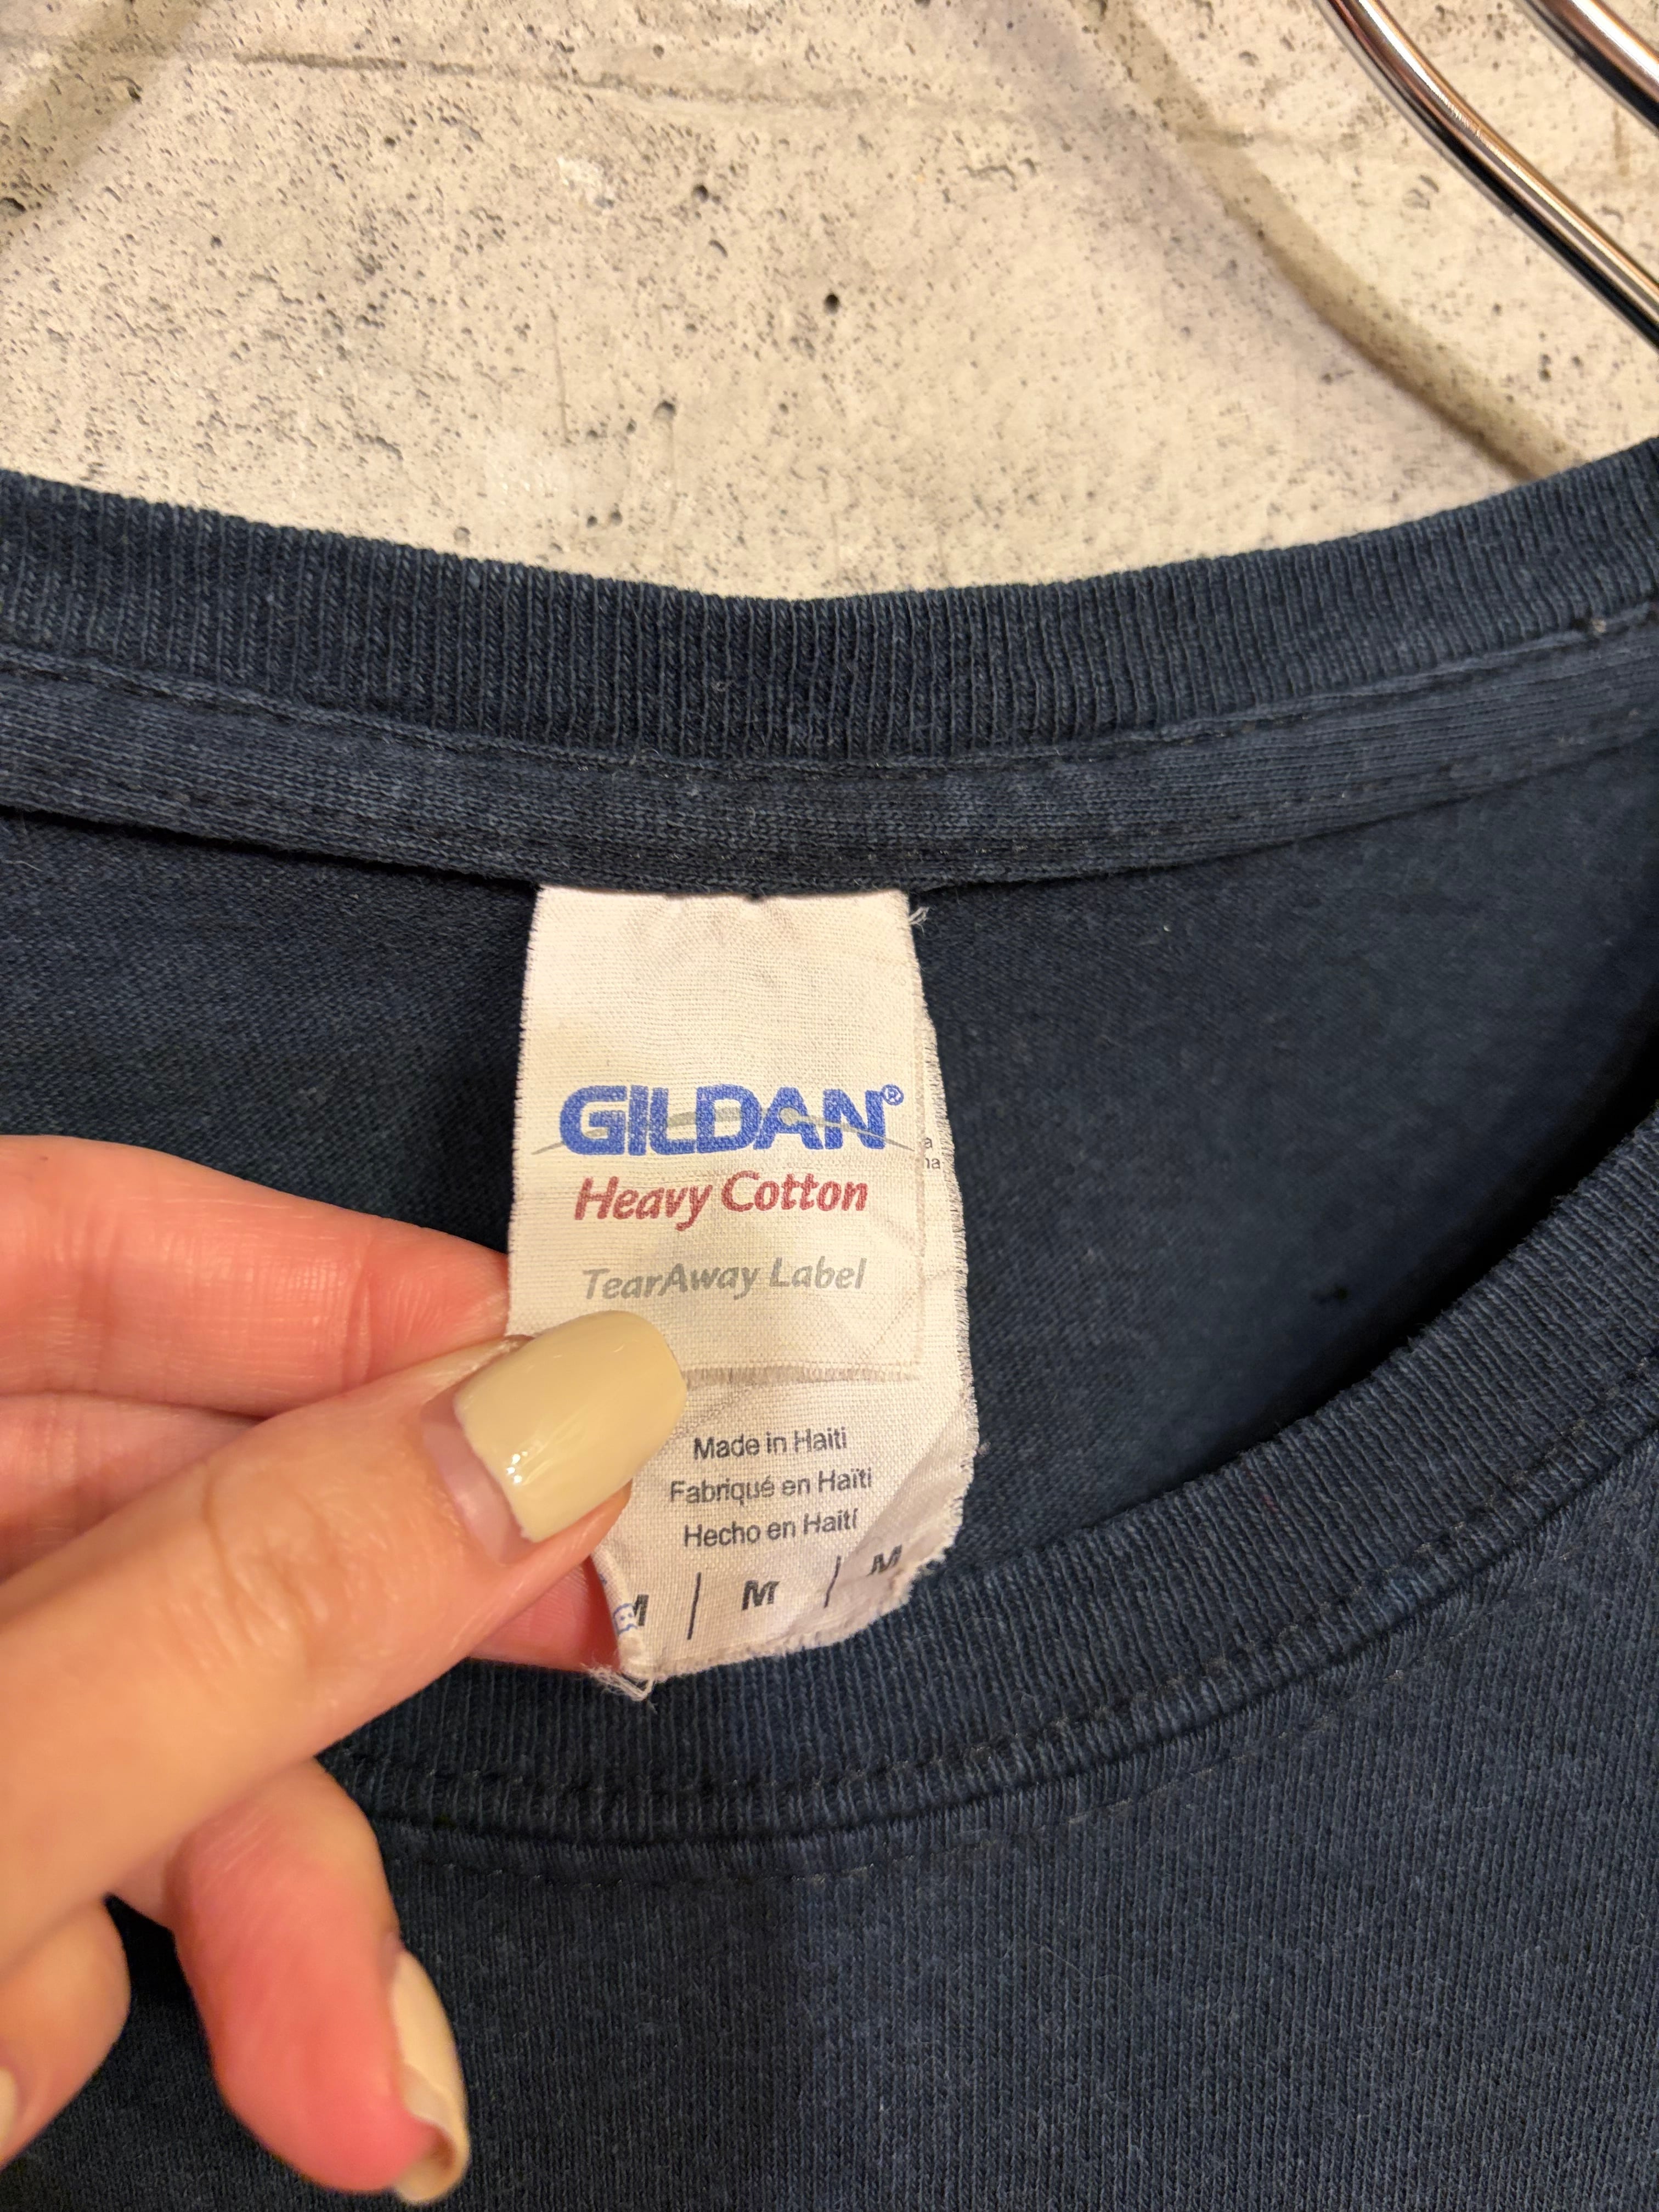 GILDAN®
Heavy Cotton
TearAway Label
Made in Haiti
Fabriqué en Haïti
Hecho en Haití
M | M | M